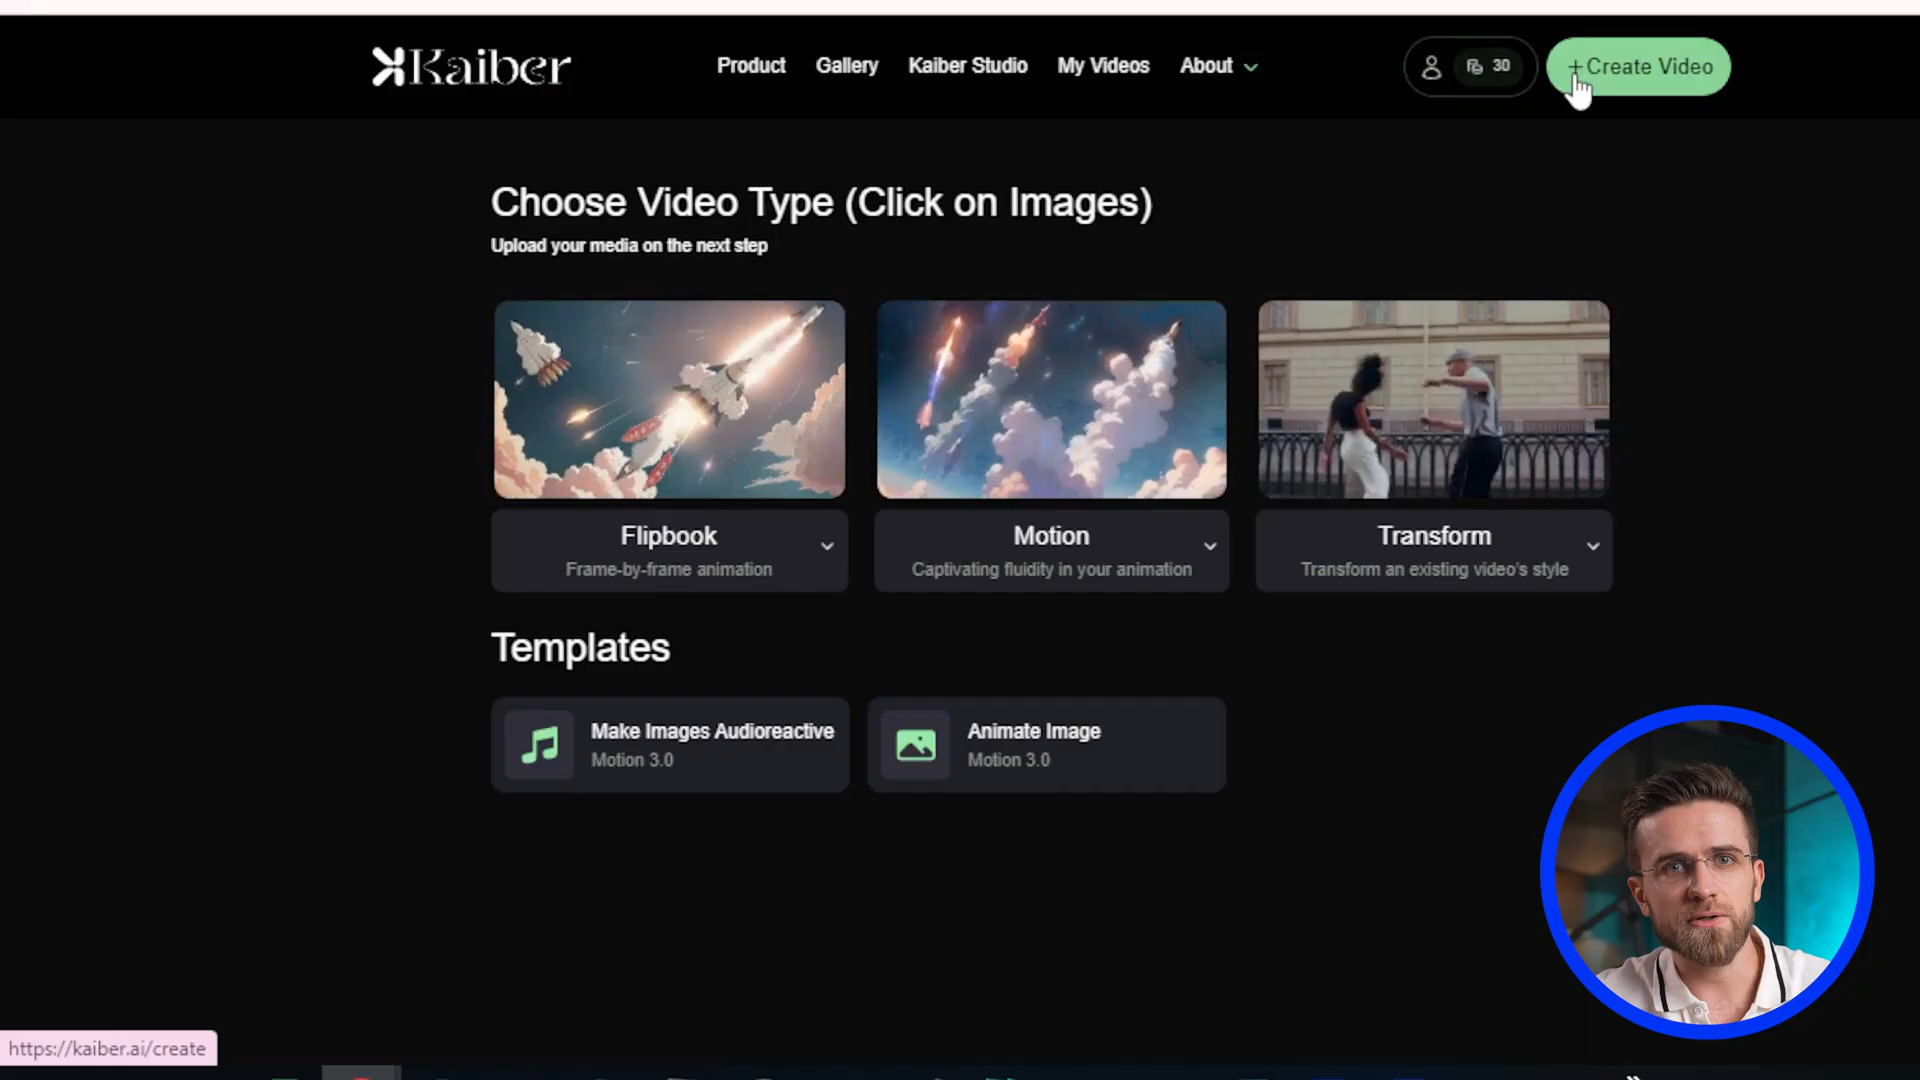 Kaiber
Product
Gallery
Kaiber Studio
My Videos
About
30
+Create Video
Choose Video Type (Click on Images)
Upload your media on the next step
Flipbook
Frame-by-frame animation
Motion
Captivating fluidity in your animation
Transform
Transform an existing video's style
Templates
Make Images Audioreactive
Motion 3.0
Animate Image
Motion 3.0
https://kaiber.ai/create